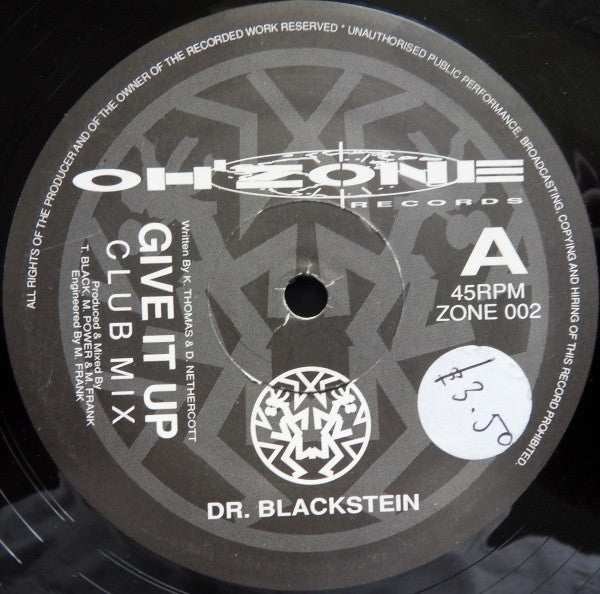 ALL RIGHTS OF THE PRODUCER AND OF THE OWNER OF THE RECORDED WORK RESERVED * UNAUTHORISED PUBLIC PERFORMANCE, BROADCASTING, COPYING AND HIRING OF THIS RECORD PROHIBITED.
OH'ZONE
RECORDS
A
45RPM
ZONE 002
$3.50
Written By K. THOMAS & D. NETHERCOTT
GIVE IT UP
CLUB MIX
Produced & Mixed By
T. BLACK, M. POWER & M. FRANK
Engineered By M. FRANK
DR. BLACKSTEIN